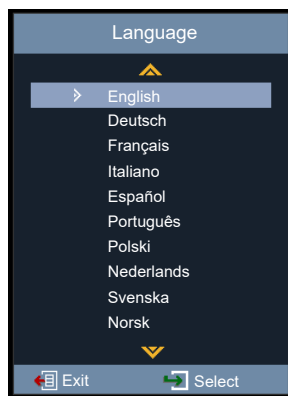 Language
English
Deutsch
Français
Italiano
Español
Português
Polski
Nederlands
Svenska
Norsk
Exit Select